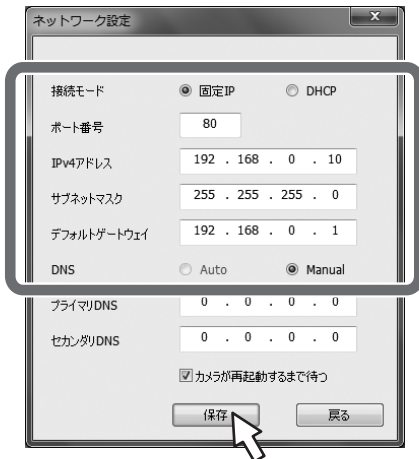 ネットワーク設定
接続モード 固定IP DHCP
ポート番号 80
IPv4アドレス 192 . 168 . 0 . 10
サブネットマスク 255 . 255 . 255 . 0
デフォルトゲートウェイ 192 . 168 . 0 . 1
DNS Auto Manual
プライマリDNS 0 . 0 . 0 . 0
セカンダリDNS 0 . 0 . 0 . 0
カメラが再起動するまで待つ
保存 戻る